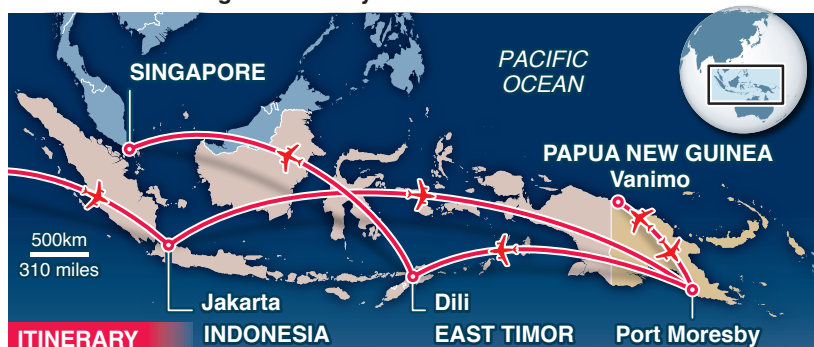 SINGAPORE
PACIFIC
OCEAN
PAPUA NEW GUINEA
Vanimo
500km
310 miles
Jakarta
INDONESIA
Dili
EAST TIMOR
Port Moresby
ITINERARY